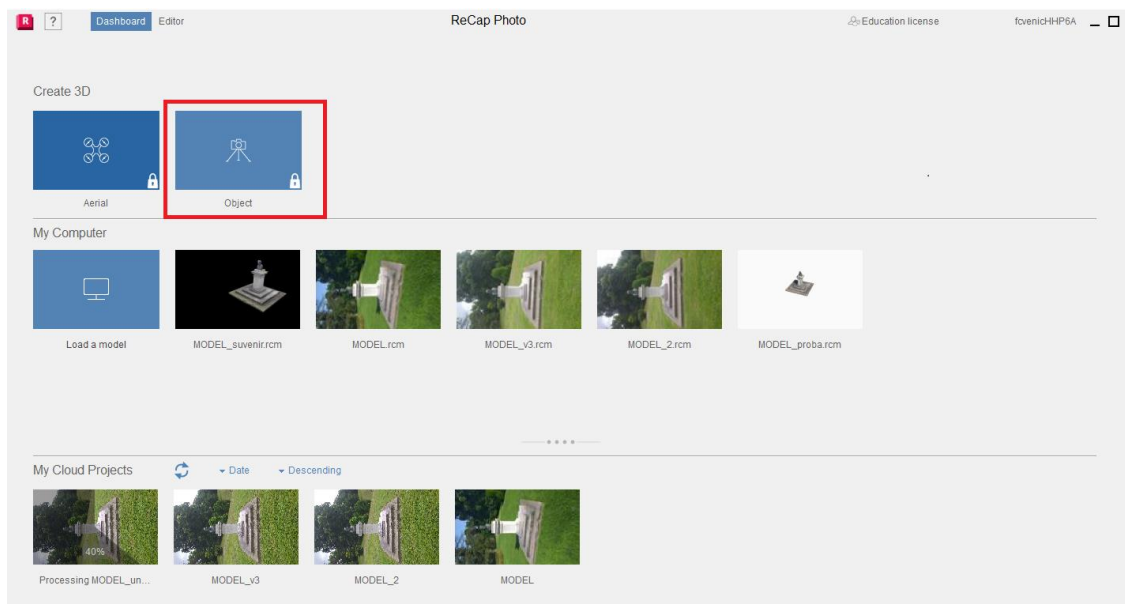 R ? Dashboard Editor ReCap Photo Education license fcvenicHHP6A
Create 3D
Aerial Object
My Computer
Load a model MODEL_suvenir.rcm MODEL.rcm MODEL_v3.rcm MODEL_2.rcm MODEL_proba.rcm
My Cloud Projects Date Descending
40%
Processing MODEL_un... MODEL_v3 MODEL_2 MODEL